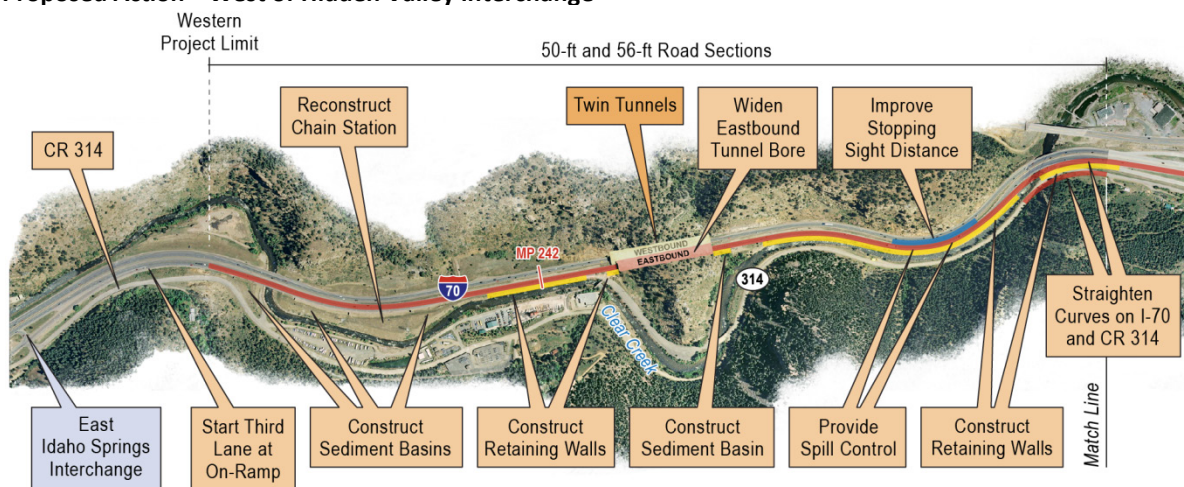 Proposed Action – West of Hidden Valley Interchange
Western
Project Limit
50-ft and 56-ft Road Sections
Reconstruct
Chain Station
Twin Tunnels
Widen
Eastbound
Tunnel Bore
Improve
Stopping
Sight Distance
CR 314
MP 242
WESTBOUND
EASTBOUND
70
314
Clear Creek
Straighten
Curves on I-70
and CR 314
East
Idaho Springs
Interchange
Start Third
Lane at
On-Ramp
Construct
Sediment Basins
Construct
Retaining Walls
Construct
Sediment Basin
Provide
Spill Control
Construct
Retaining Walls
Match Line